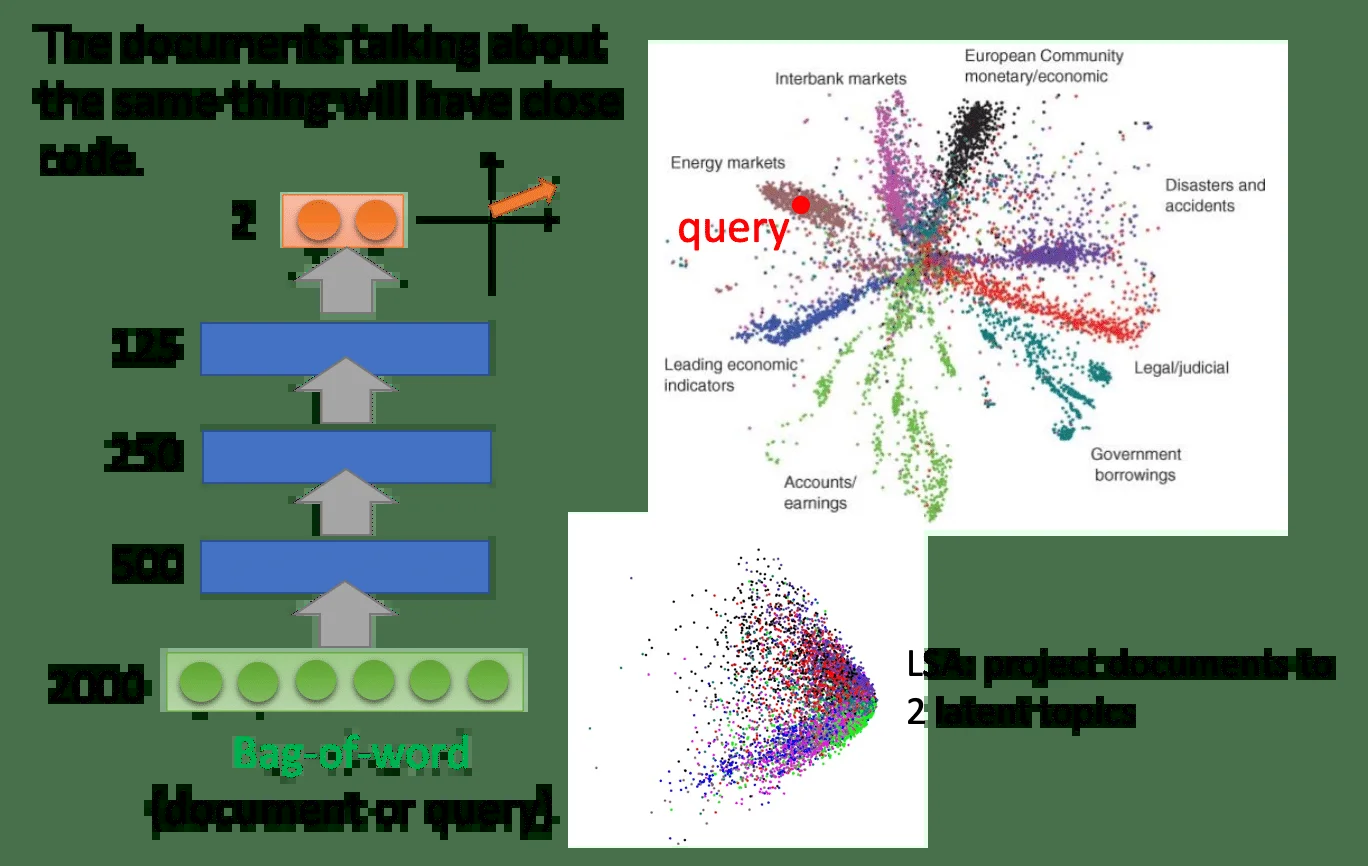 The documents talking about
the same thing will have close
code.
2
125
250
500
2000
Bag-of-word
(document or query)
Interbank markets
European Community
monetary/economic
Energy markets
query
Disasters and
accidents
Leading economic
indicators
Legal/judicial
Government
borrowings
Accounts/
earnings
LSA: project documents to
2 latent topics